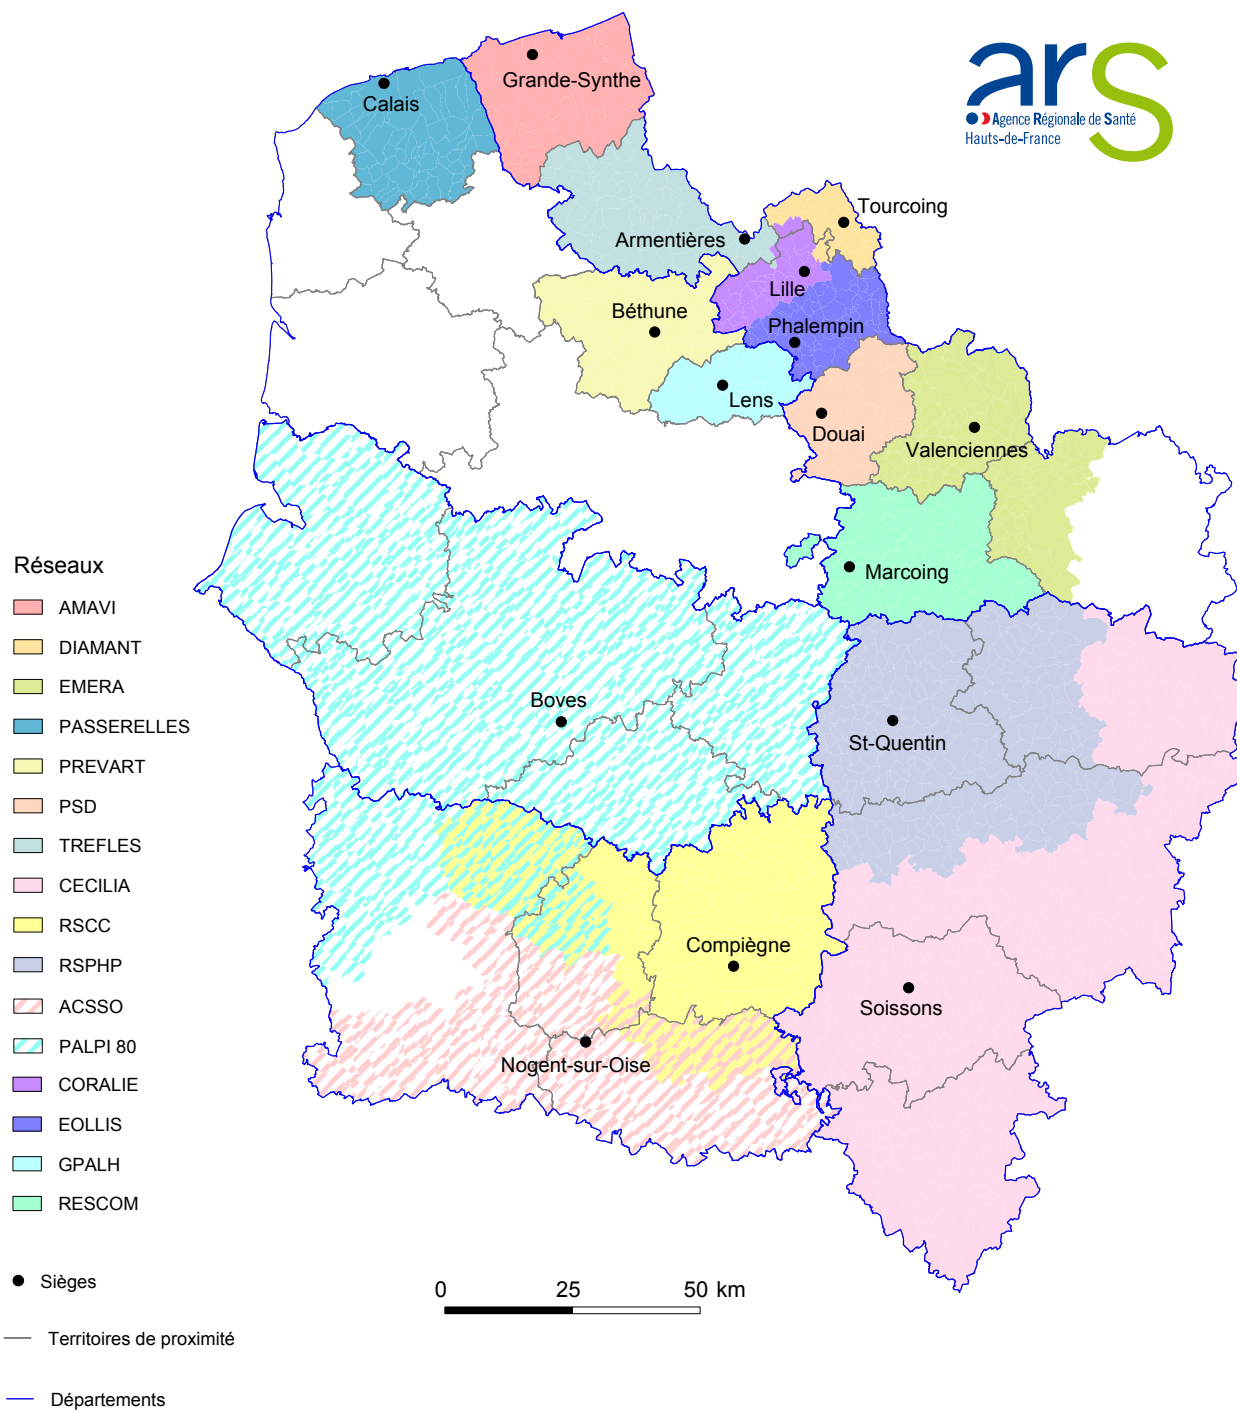 ars
Agence Régionale de Santé
Hauts-de-France
Grande-Synthe
Calais
Tourcoing
Armentières
Lille
Béthune
Phalempin
Lens
Douai
Valenciennes
Marcoing
Boves
St-Quentin
Compiègne
Soissons
Nogent-sur-Oise
Réseaux
AMAVI
DIAMANT
EMERA
PASSERELLES
PREVART
PSD
TREFLES
CECILIA
RSCC
RSPHP
ACSSO
PALPI 80
CORALIE
EOLLIS
GPALH
RESCOM
Sièges
Territoires de proximité
Départements
0 25 50 km